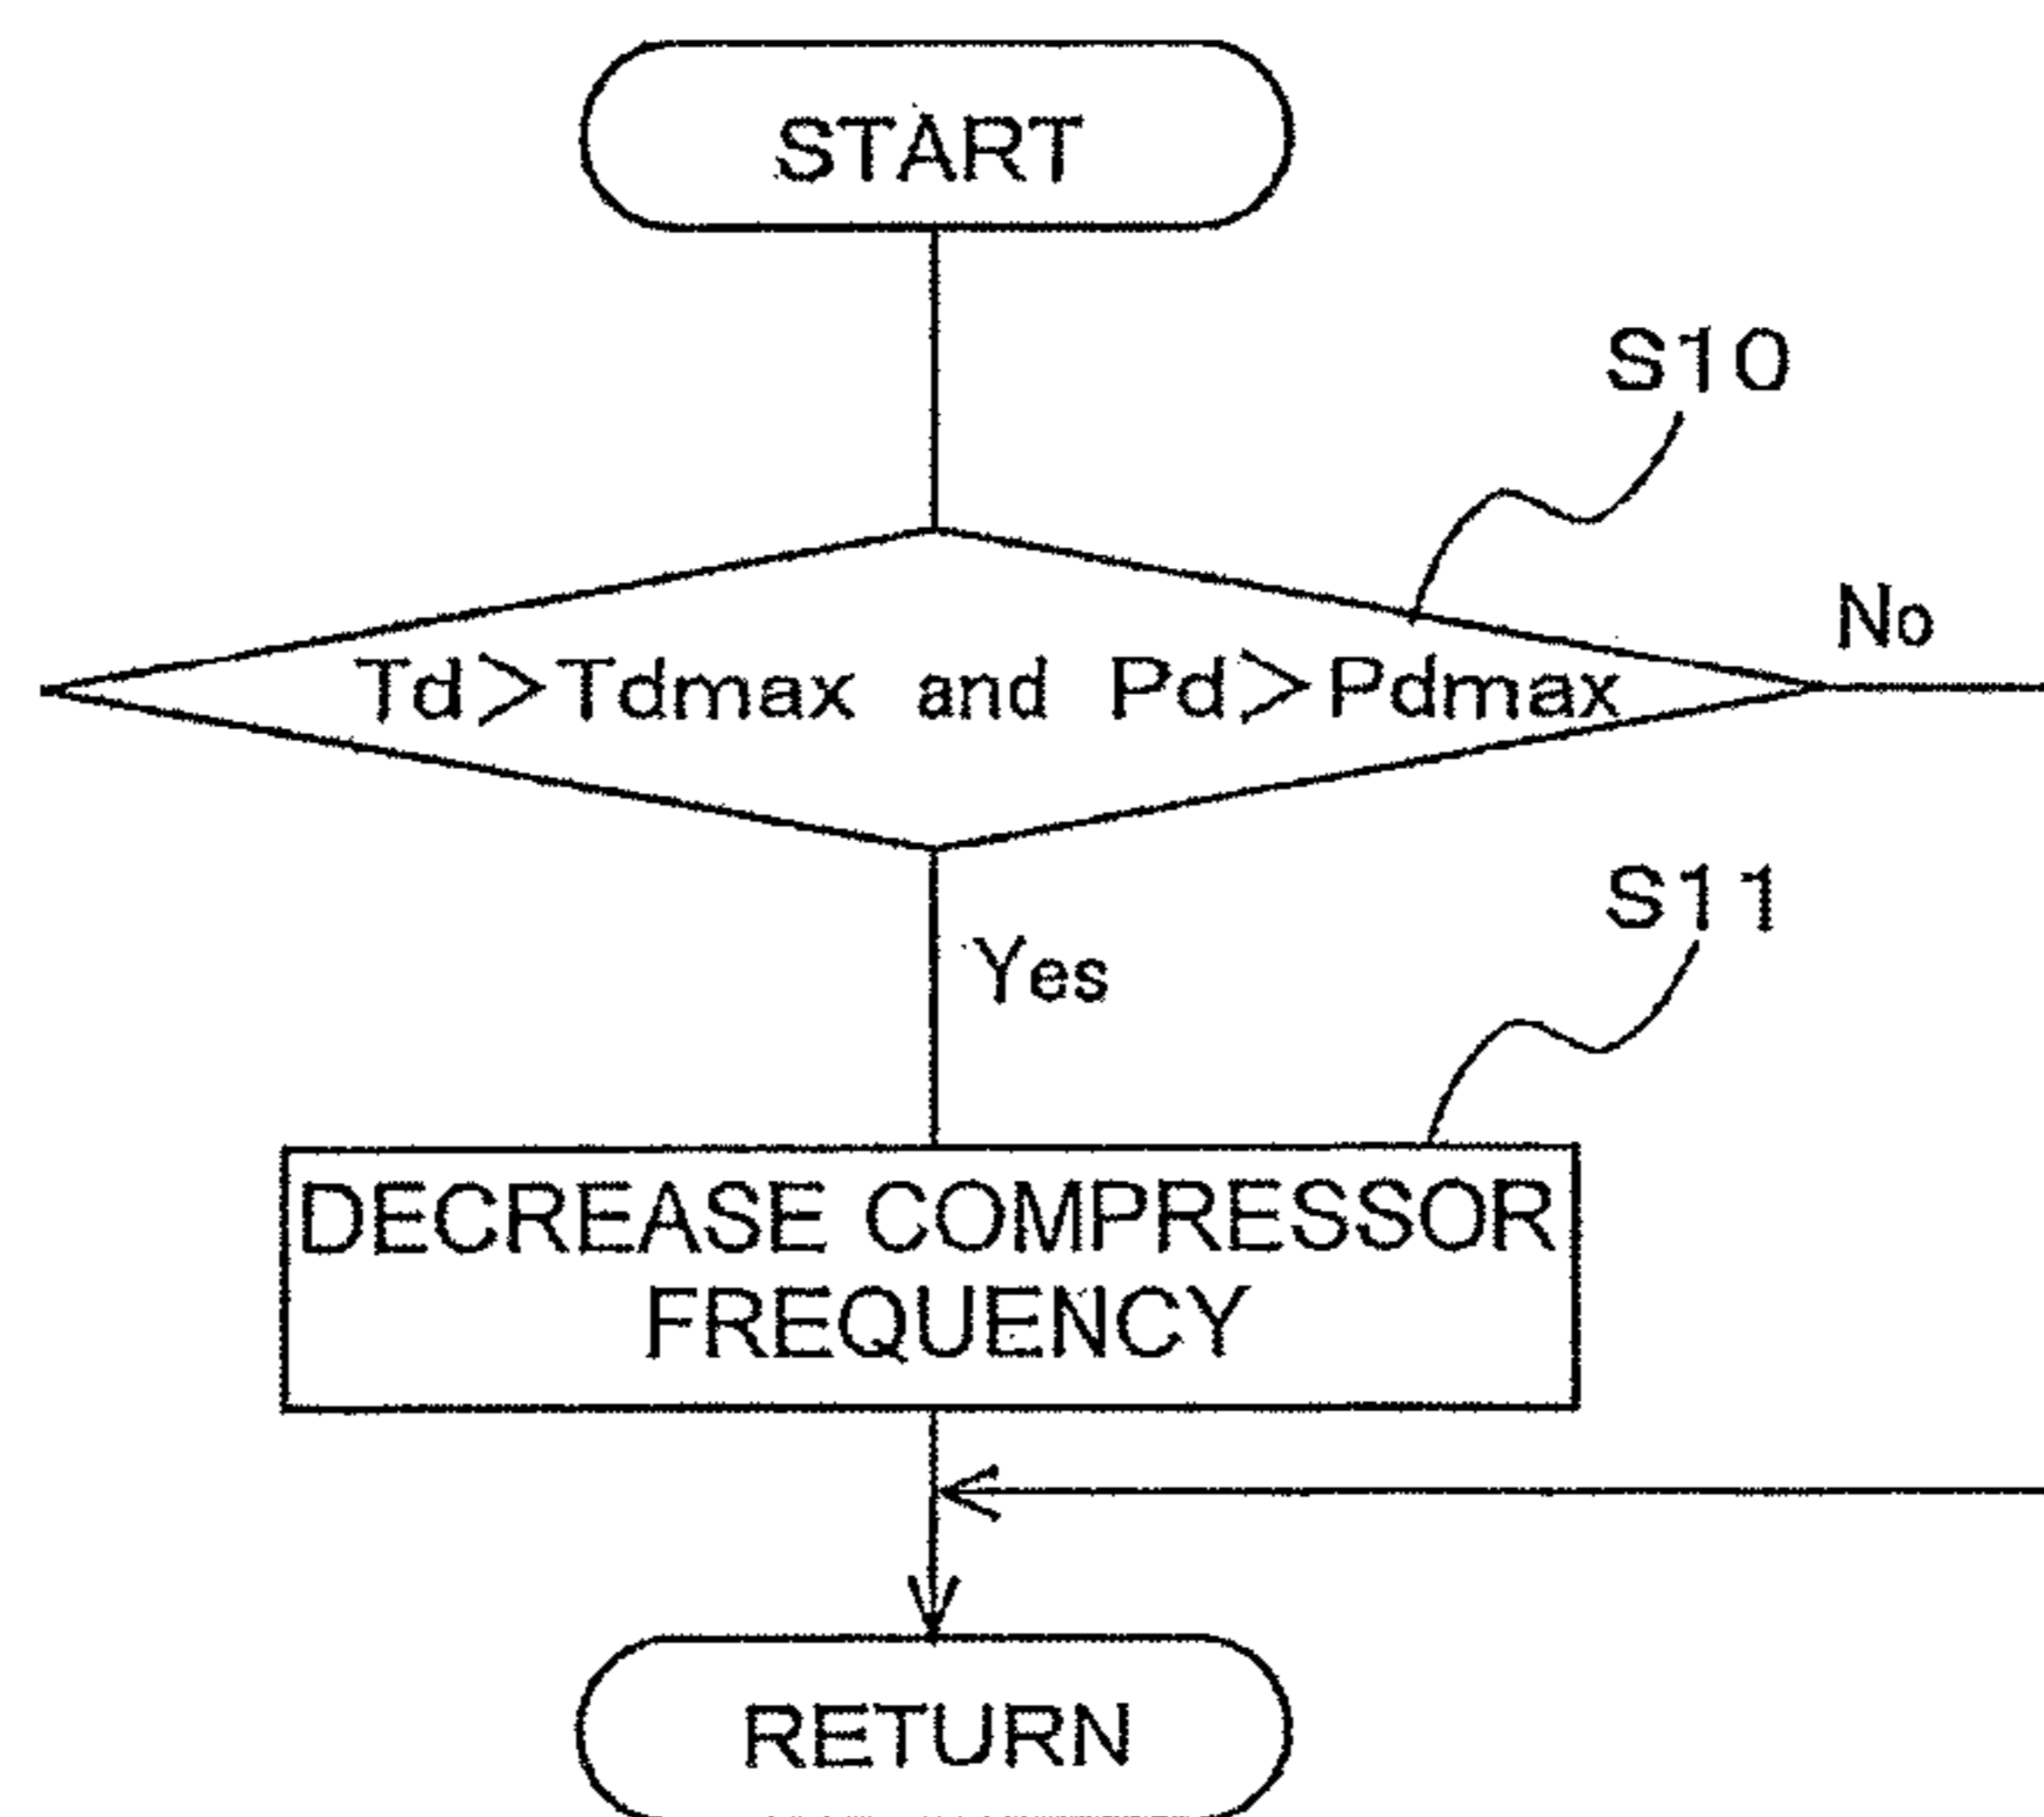 START
S10
Td>Tdmax and Pd>Pdmax
No
S11
Yes
DECREASE COMPRESSOR
FREQUENCY
RETURN